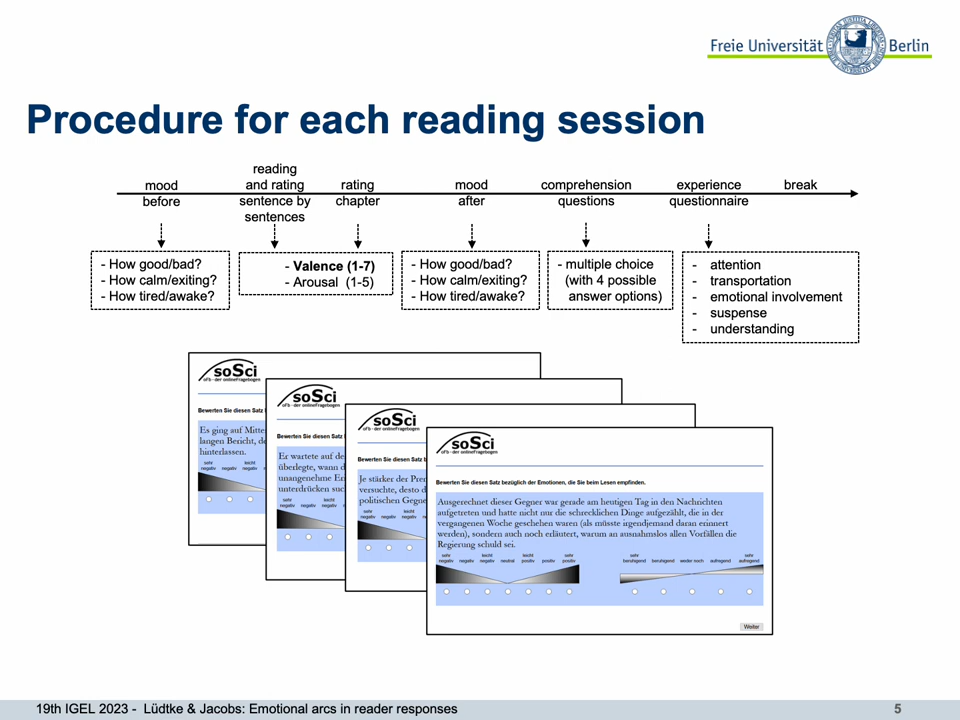 Freie Universität Berlin
Procedure for each reading session
mood
before
reading
and rating
sentence by
sentences
rating
chapter
mood
after
comprehension
questions
experience
questionnaire
break
- How good/bad?
- How calm/exiting?
- How tired/awake?
- Valence (1-7)
- Arousal (1-5)
- How good/bad?
- How calm/exiting?
- How tired/awake?
- multiple choice
(with 4 possible
answer options)
- attention
- transportation
- emotional involvement
- suspense
- understanding
soSci
oFb - der onlineFragebogen
Bewerten Sie diesen Satz
Es ging auf Mitte
langen Bericht, de
hinterlassen.
sehr negativ negativ leicht negativ
soSci
oFb - der onlineFragebogen
Bewerten Sie diesen Satz
Er wartete auf de
überlegte, wann d
unangenehme Er
unterdrücken suc
sehr negativ negativ leicht negativ
soSci
oFb - der onlineFragebogen
Bewerten Sie diesen Satz
Je stärker der Pre
versuchte, desto d
politischen Gegne
sehr negativ negativ leicht negativ
soSci
oFb - der onlineFragebogen
Bewerten Sie diesen Satz bezüglich der Emotionen, die Sie beim Lesen empfinden.
Ausgerechnet dieser Gegner war gerade am heutigen Tag in den Nachrichten
aufgetreten und hatte nicht nur die schrecklichen Dinge aufgezählt, die in der
vergangenen Woche geschehen waren (als müsste irgendjemand daran erinnert
werden), sondern auch noch erläutert, warum an ausnahmslos allen Vorfällen die
Regierung schuld sei.
sehr negativ negativ leicht negativ neutral leicht positiv positiv sehr positiv
sehr beruhigend beruhigend weder noch aufregend sehr aufregend
Weiter
19th IGEL 2023 - Lüdtke & Jacobs: Emotional arcs in reader responses
5